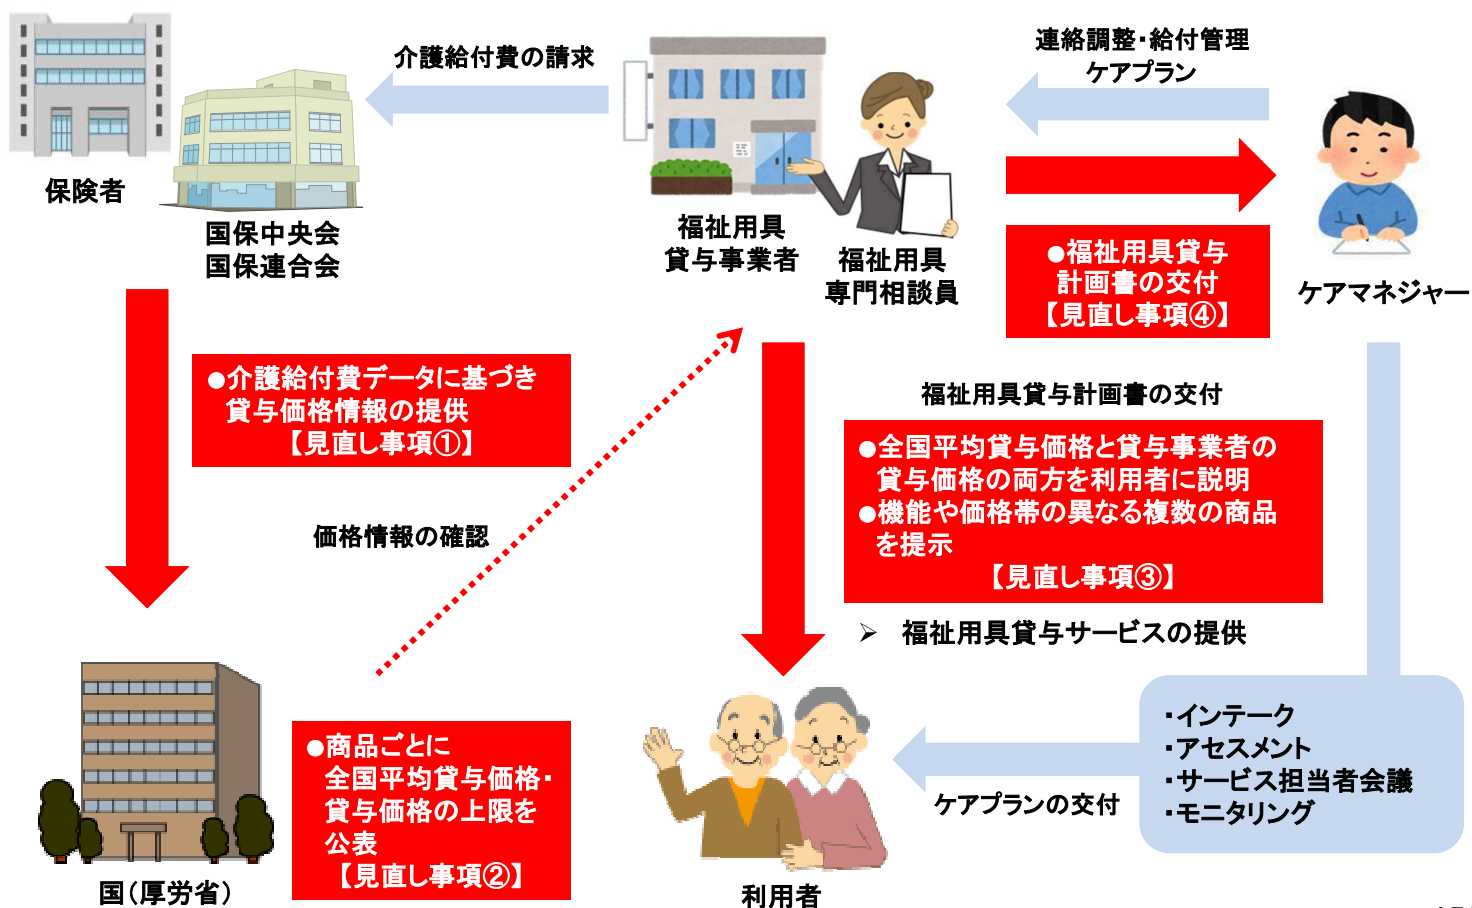 介護給付費の請求
連絡調整・給付管理
ケアプラン
保険者
国保中央会
国保連合会
福祉用具
貸与事業者
福祉用具
専門相談員
●福祉用具貸与
計画書の交付
【見直し事項④】
ケアマネジャー
●介護給付費データに基づき
貸与価格情報の提供
【見直し事項①】
価格情報の確認
福祉用具貸与計画書の交付
●全国平均貸与価格と貸与事業者の
貸与価格の両方を利用者に説明
●機能や価格帯の異なる複数の商品
を提示
【見直し事項③】
➢ 福祉用具貸与サービスの提供
●商品ごとに
全国平均貸与価格・
貸与価格の上限を
公表
【見直し事項②】
国(厚労省)
利用者
ケアプランの交付
・インテーク
・アセスメント
・サービス担当者会議
・モニタリング